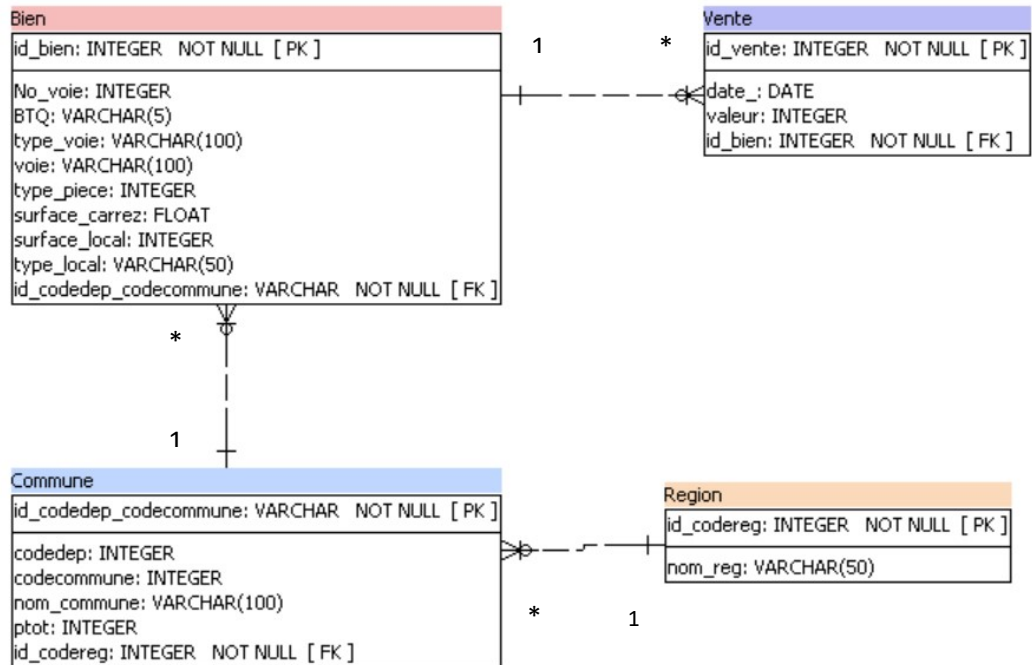 Bien
id_bien: INTEGER NOT NULL [ PK ]
No_voie: INTEGER
BTQ: VARCHAR(5)
type_voie: VARCHAR(100)
voie: VARCHAR(100)
type_piece: INTEGER
surface_carrez: FLOAT
surface_local: INTEGER
type_local: VARCHAR(50)
id_codedep_codecommune: VARCHAR NOT NULL [ FK ]
1
*
Vente
id_vente: INTEGER NOT NULL [ PK ]
date_: DATE
valeur: INTEGER
id_bien: INTEGER NOT NULL [ FK ]
*
1
Commune
id_codedep_codecommune: VARCHAR NOT NULL [ PK ]
codedep: INTEGER
codecommune: INTEGER
nom_commune: VARCHAR(100)
ptot: INTEGER
id_codereg: INTEGER NOT NULL [ FK ]
*
1
Region
id_codereg: INTEGER NOT NULL [ PK ]
nom_reg: VARCHAR(50)